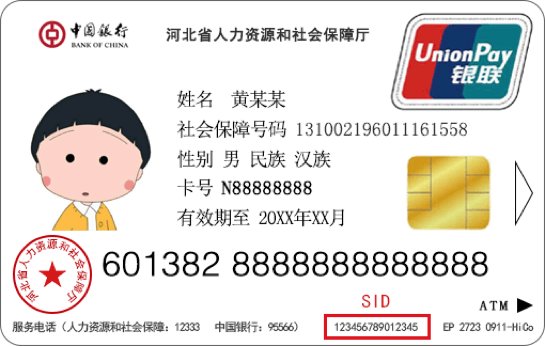 中国银行
BANK OF CHINA
河北省人力资源和社会保障厅
UnionPay
银联
姓名 黄某某
社会保障号码 131002196011161558
性别 男 民族 汉族
卡号 N88888888
有效期至 20XX年XX月
河北省人力资源和社会保障厅
601382 8888888888888
SID
ATM
服务电话（人力资源和社会保障：12333 中国银行：95566） 123456789012345 EP 2723 0911-HiCo